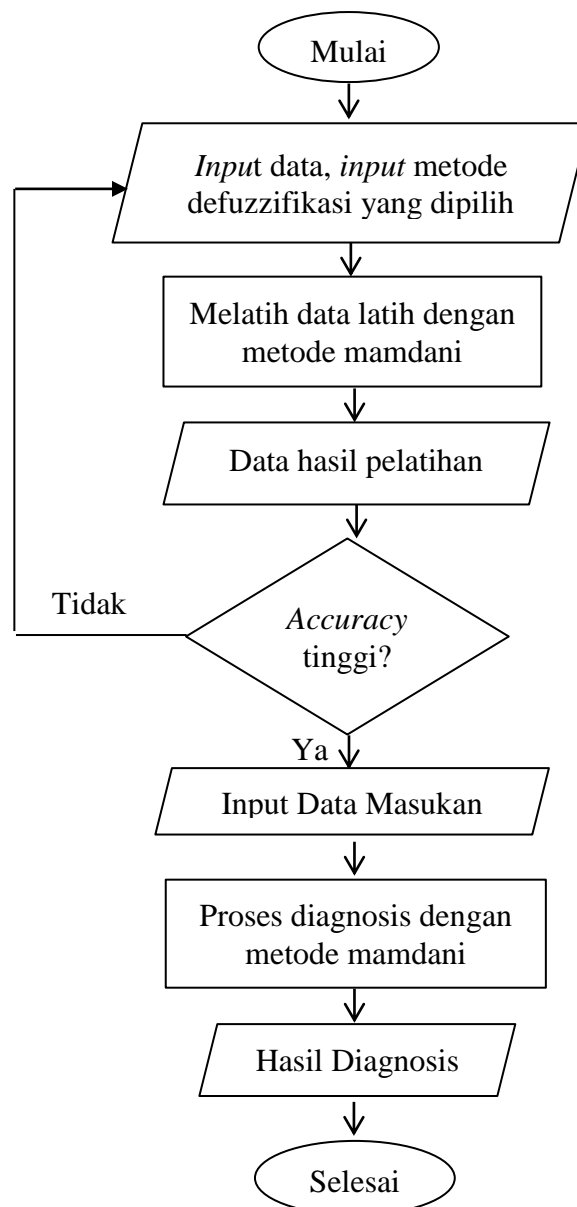 Mulai
Input data, input metode
defuzzifikasi yang dipilih
Melatih data latih dengan
metode mamdani
Data hasil pelatihan
Tidak
Accuracy
tinggi?
Ya
Input Data Masukan
Proses diagnosis dengan
metode mamdani
Hasil Diagnosis
Selesai